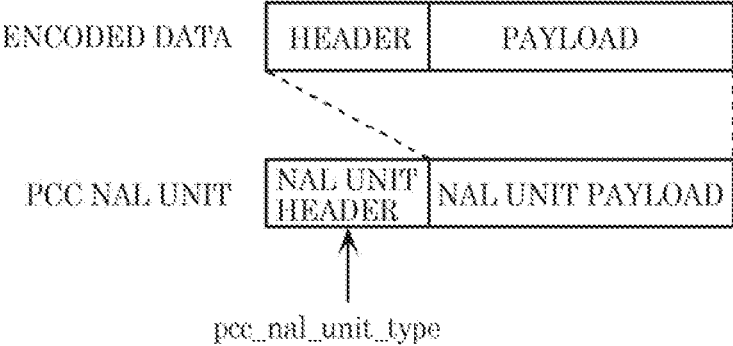 ENCODED DATA HEADER PAYLOAD
PCC NAL UNIT NAL UNIT HEADER NAL UNIT PAYLOAD
pcc_nal_unit_type